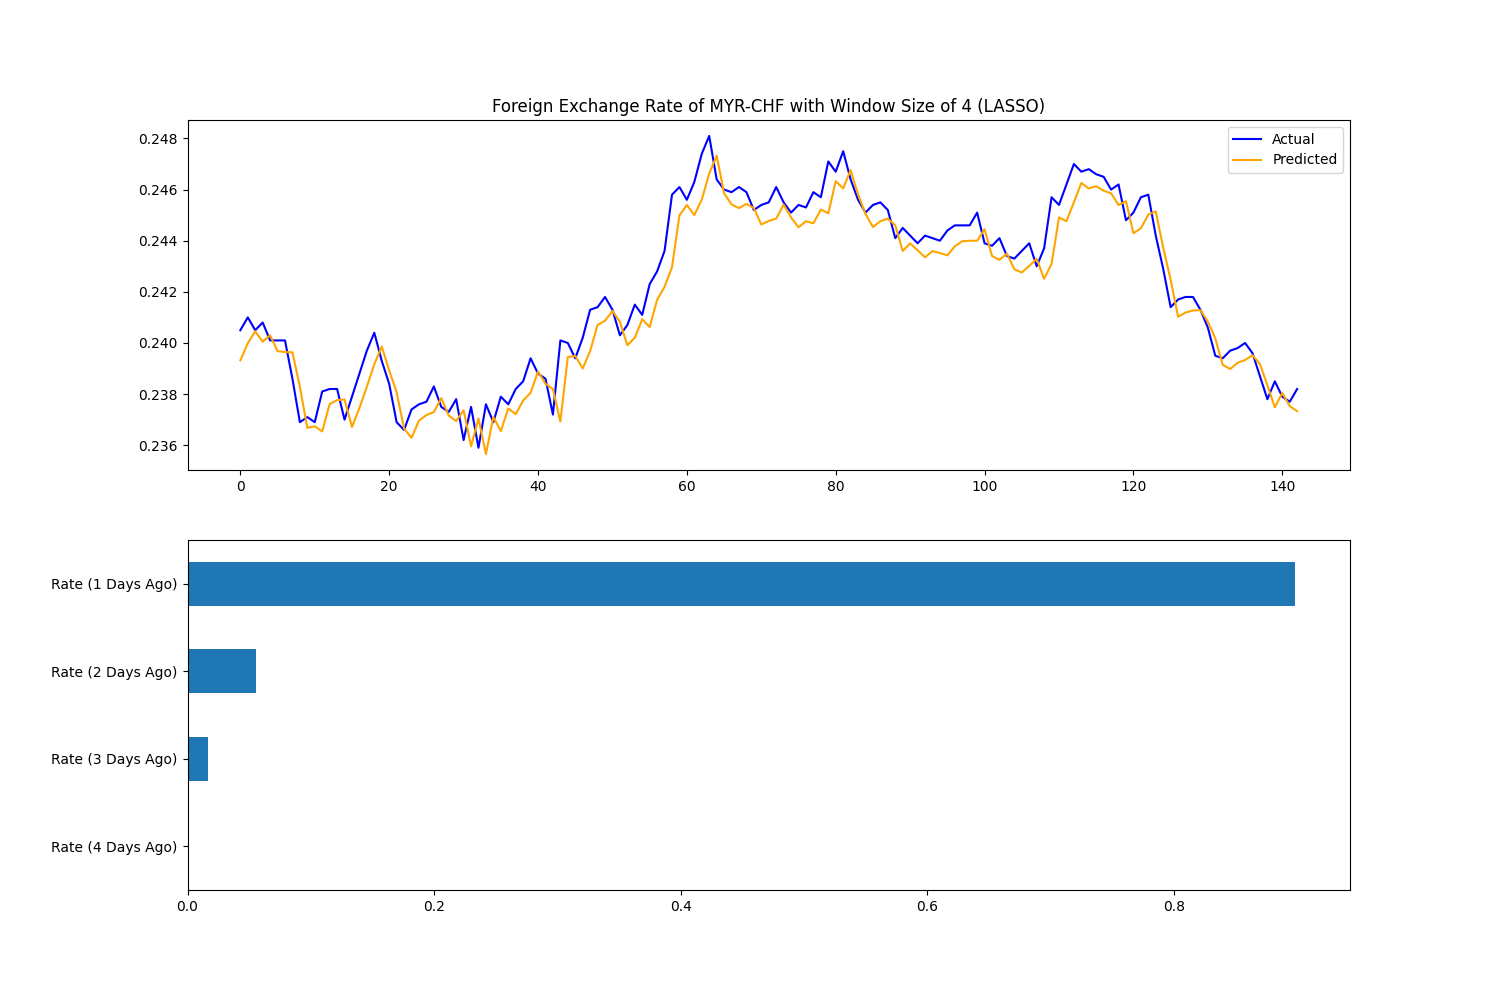 Foreign Exchange Rate of MYR-CHF with Window Size of 4 (LASSO)
Actual
Predicted
0.248
0.246
0.244
0.242
0.240
0.238
0.236
0 20 40 60 80 100 120 140
Rate (1 Days Ago)
Rate (2 Days Ago)
Rate (3 Days Ago)
Rate (4 Days Ago)
0.0 0.2 0.4 0.6 0.8